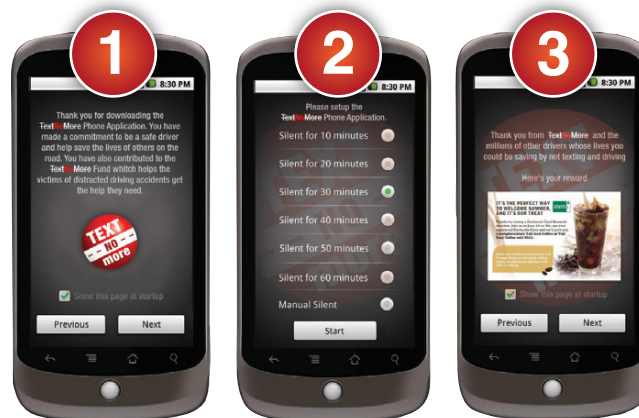 1
8:30 PM
Thank you for downloading the
TextNoMore Phone Application. You have
made a commitment to be a safe driver
and help save the lives of others on the
road. You have also contributed to the
TextNoMore Fund whitch helps the
victims of distracted driving accidents get
the help they need.
TEXT
NO
more
Show this page at startup
Previous Next
2
8:30 PM
Please setup the
TextNoMore Phone Application.
Silent for 10 minutes
Silent for 20 minutes
Silent for 30 minutes
Silent for 40 minutes
Silent for 50 minutes
Silent for 60 minutes
Manual Silent
Start
3
8:30 PM
Thank you from TextNoMore and the
millions of other drivers whose lives you
could be saving by not texting and driving
Here's your reward
IT'S THE PERFECT WAY
TO WELCOME SUMMER,
AND IT'S OUR TREAT
Show this page at startup
Previous Next